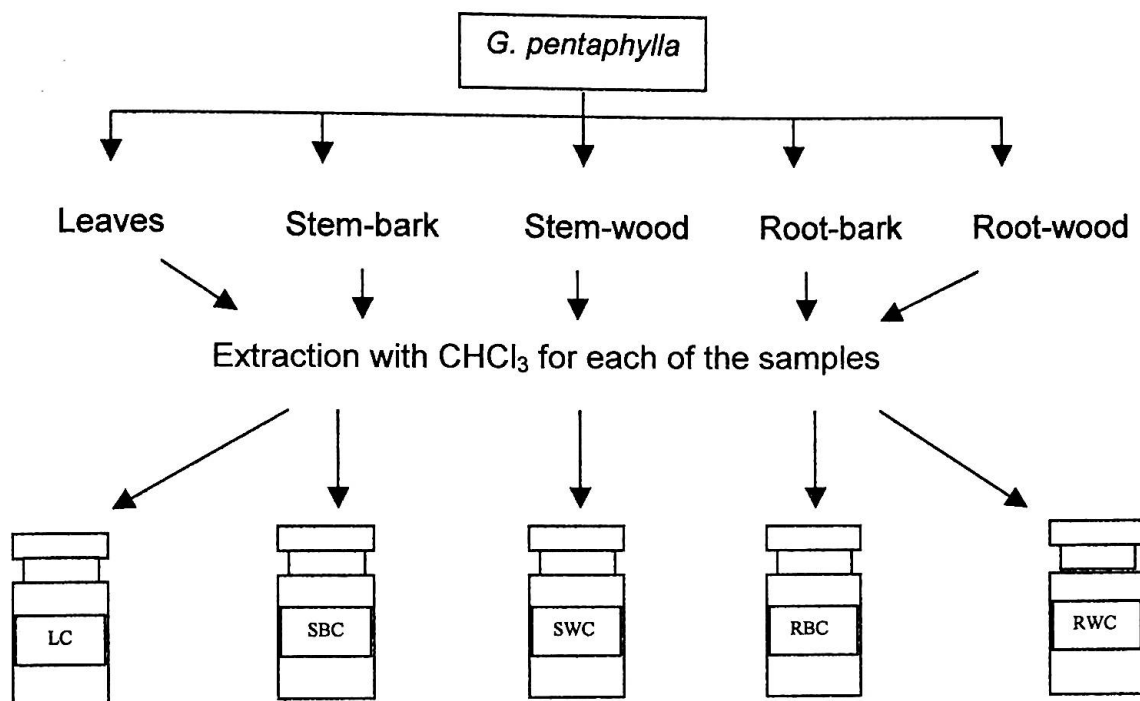 G. pentaphylla
Leaves Stem-bark Stem-wood Root-bark Root-wood
Extraction with CHCl₃ for each of the samples
LC SBC SWC RBC RWC